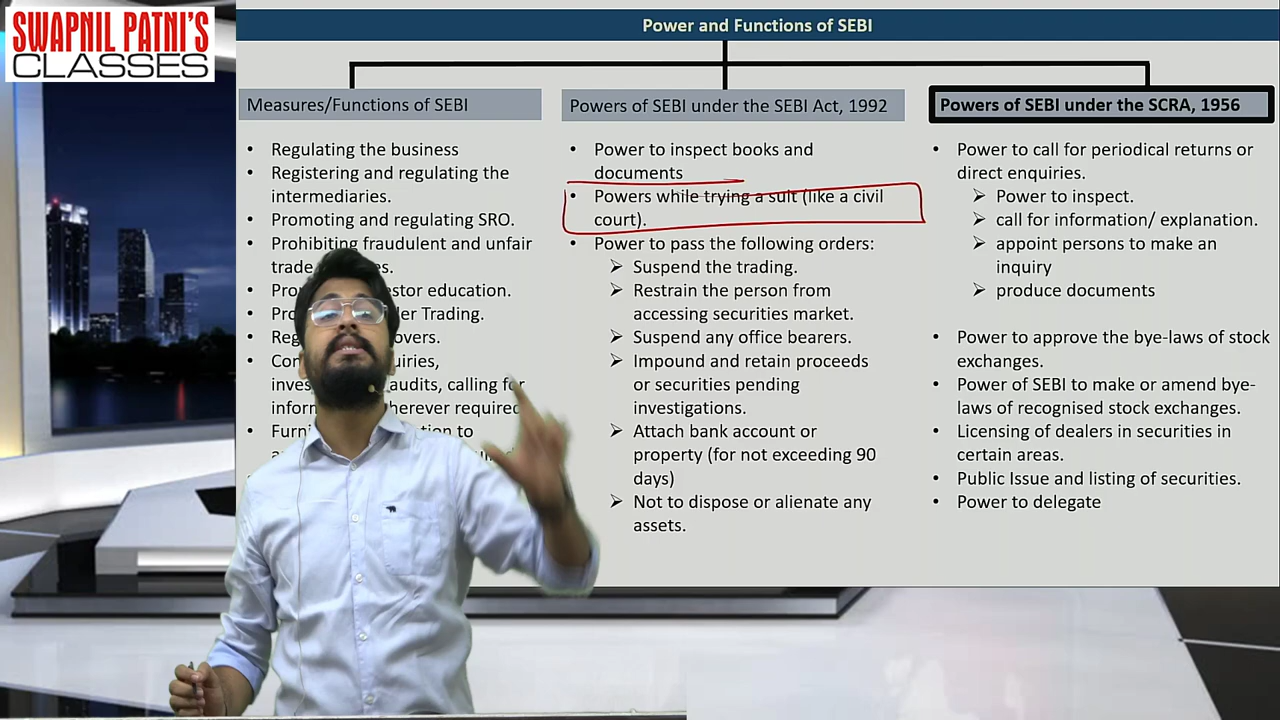 SWAPNIL PATNI'S
CLASSES
Power and Functions of SEBI
Measures/Functions of SEBI
• Regulating the business
• Registering and regulating the
intermediaries.
• Promoting and regulating SRO.
• Prohibiting fraudulent and unfair
trade es.
• estor education.
• Trading.
• overs.
• uiries,
audits, calling for
wherever required
• tion to
Powers of SEBI under the SEBI Act, 1992
• Power to inspect books and
documents
• Powers while trying a suit (like a civil
court).
• Power to pass the following orders:
➢ Suspend the trading.
➢ Restrain the person from
accessing securities market.
➢ Suspend any office bearers.
➢ Impound and retain proceeds
or securities pending
investigations.
➢ Attach bank account or
property (for not exceeding 90
days)
➢ Not to dispose or alienate any
assets.
Powers of SEBI under the SCRA, 1956
• Power to call for periodical returns or
direct enquiries.
➢ Power to inspect.
➢ call for information/ explanation.
➢ appoint persons to make an
inquiry
➢ produce documents
• Power to approve the bye-laws of stock
exchanges.
• Power of SEBI to make or amend bye-
laws of recognised stock exchanges.
• Licensing of dealers in securities in
certain areas.
• Public Issue and listing of securities.
• Power to delegate